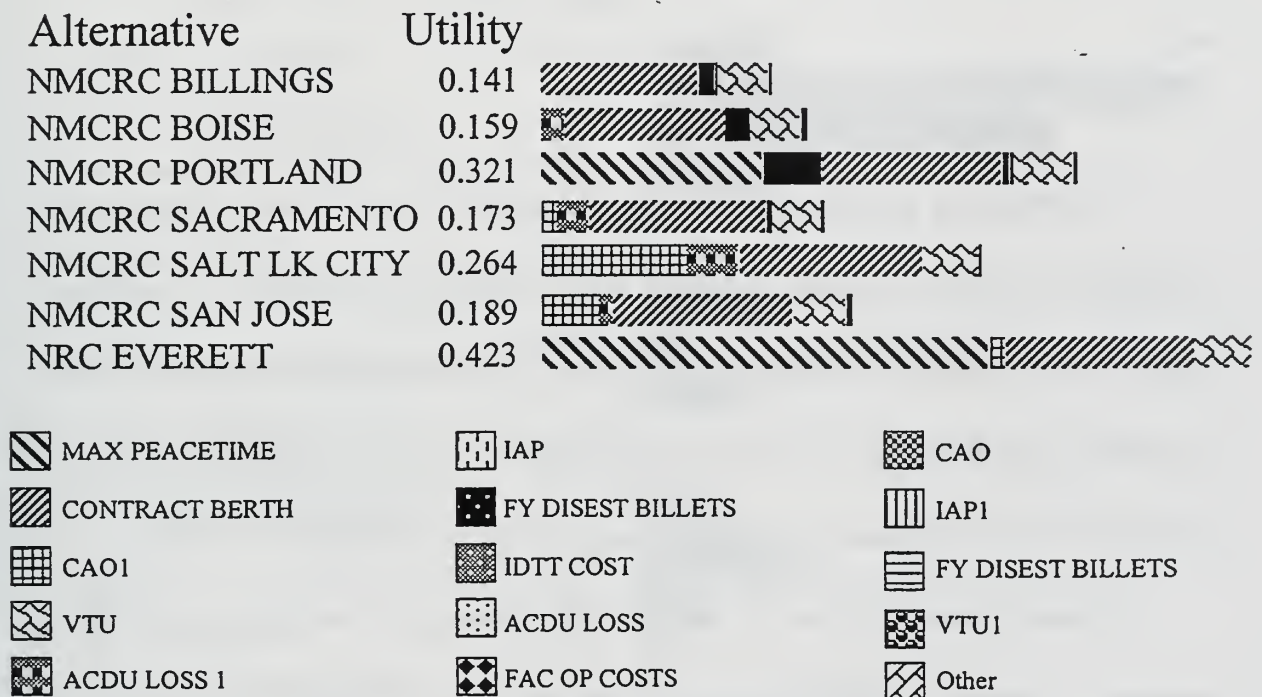 Alternative Utility
NMCRC BILLINGS 0.141
NMCRC BOISE 0.159
NMCRC PORTLAND 0.321
NMCRC SACRAMENTO 0.173
NMCRC SALT LK CITY 0.264
NMCRC SAN JOSE 0.189
NRC EVERETT 0.423
MAX PEACETIME IAP CAO
CONTRACT BERTH FY DISEST BILLETS IAP1
CAO1 IDTT COST FY DISEST BILLETS
VTU ACDU LOSS VTU1
ACDU LOSS 1 FAC OP COSTS Other